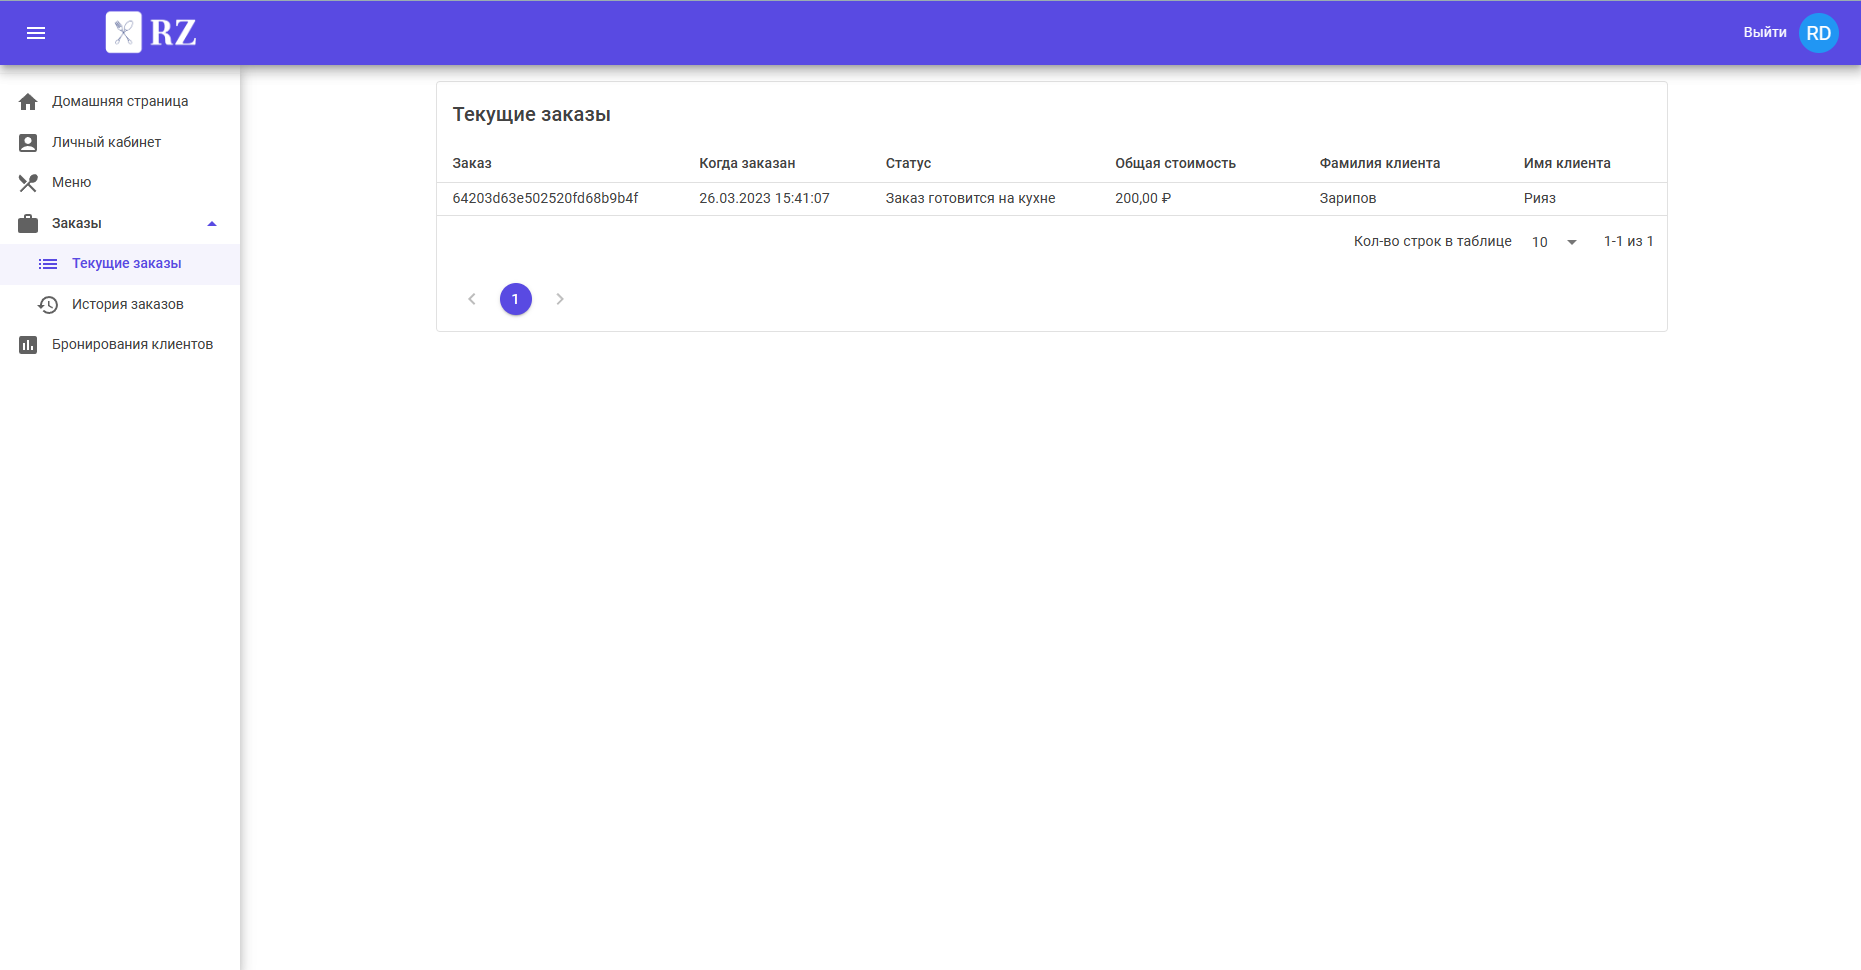 RZ
Выйти RD
Домашняя страница
Личный кабинет
Меню
Заказы
Текущие заказы
История заказов
Бронирования клиентов
Текущие заказы
Заказ Когда заказан Статус Общая стоимость Фамилия клиента Имя клиента
64203d63e502520fd68b9b4f 26.03.2023 15:41:07 Заказ готовится на кухне 200,00 ₽ Зарипов Рияз
Кол-во строк в таблице 10 1-1 из 1
1